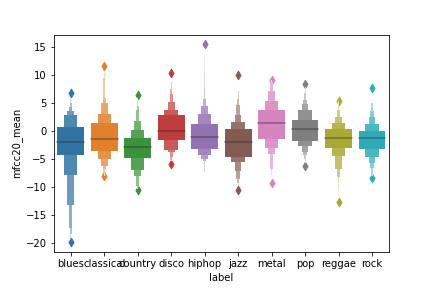 15
10
5
0
−5
−10
−15
−20
mfcc20_mean
blues classical country disco hiphop jazz metal pop reggae rock
label